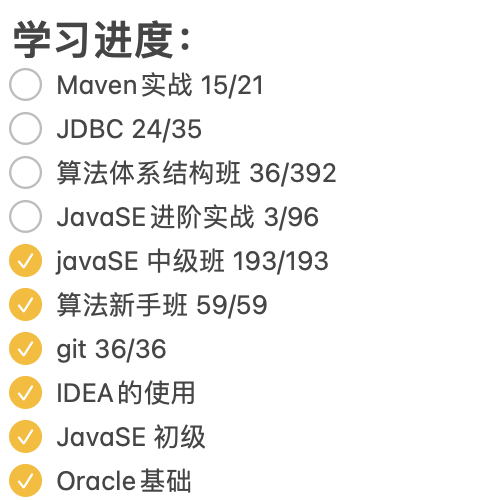 学习进度：
Maven实战 15/21
JDBC 24/35
算法体系结构班 36/392
JavaSE进阶实战 3/96
javaSE 中级班 193/193
算法新手班 59/59
git 36/36
IDEA的使用
JavaSE 初级
Oracle基础